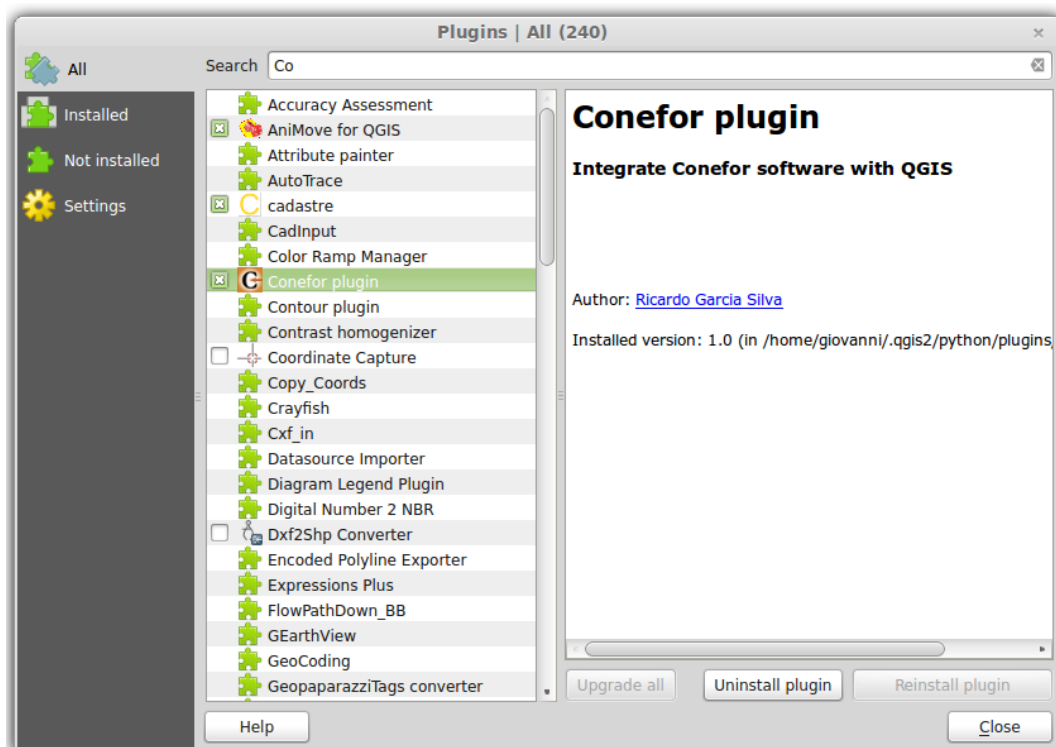 Plugins | All (240)
All
Installed
Not installed
Settings
Search Co
Accuracy Assessment
AniMove for QGIS
Attribute painter
AutoTrace
cadastre
CadInput
Color Ramp Manager
Conefor plugin
Contour plugin
Contrast homogenizer
Coordinate Capture
Copy_Coords
Crayfish
Cxf_in
Datasource Importer
Diagram Legend Plugin
Digital Number 2 NBR
Dxf2Shp Converter
Encoded Polyline Exporter
Expressions Plus
FlowPathDown_BB
GEarthView
GeoCoding
GeopaparazziTags converter
Conefor plugin
Integrate Conefor software with QGIS
Author: Ricardo Garcia Silva
Installed version: 1.0 (in /home/giovanni/.qgis2/python/plugins,
Upgrade all
Uninstall plugin
Reinstall plugin
Help
Close